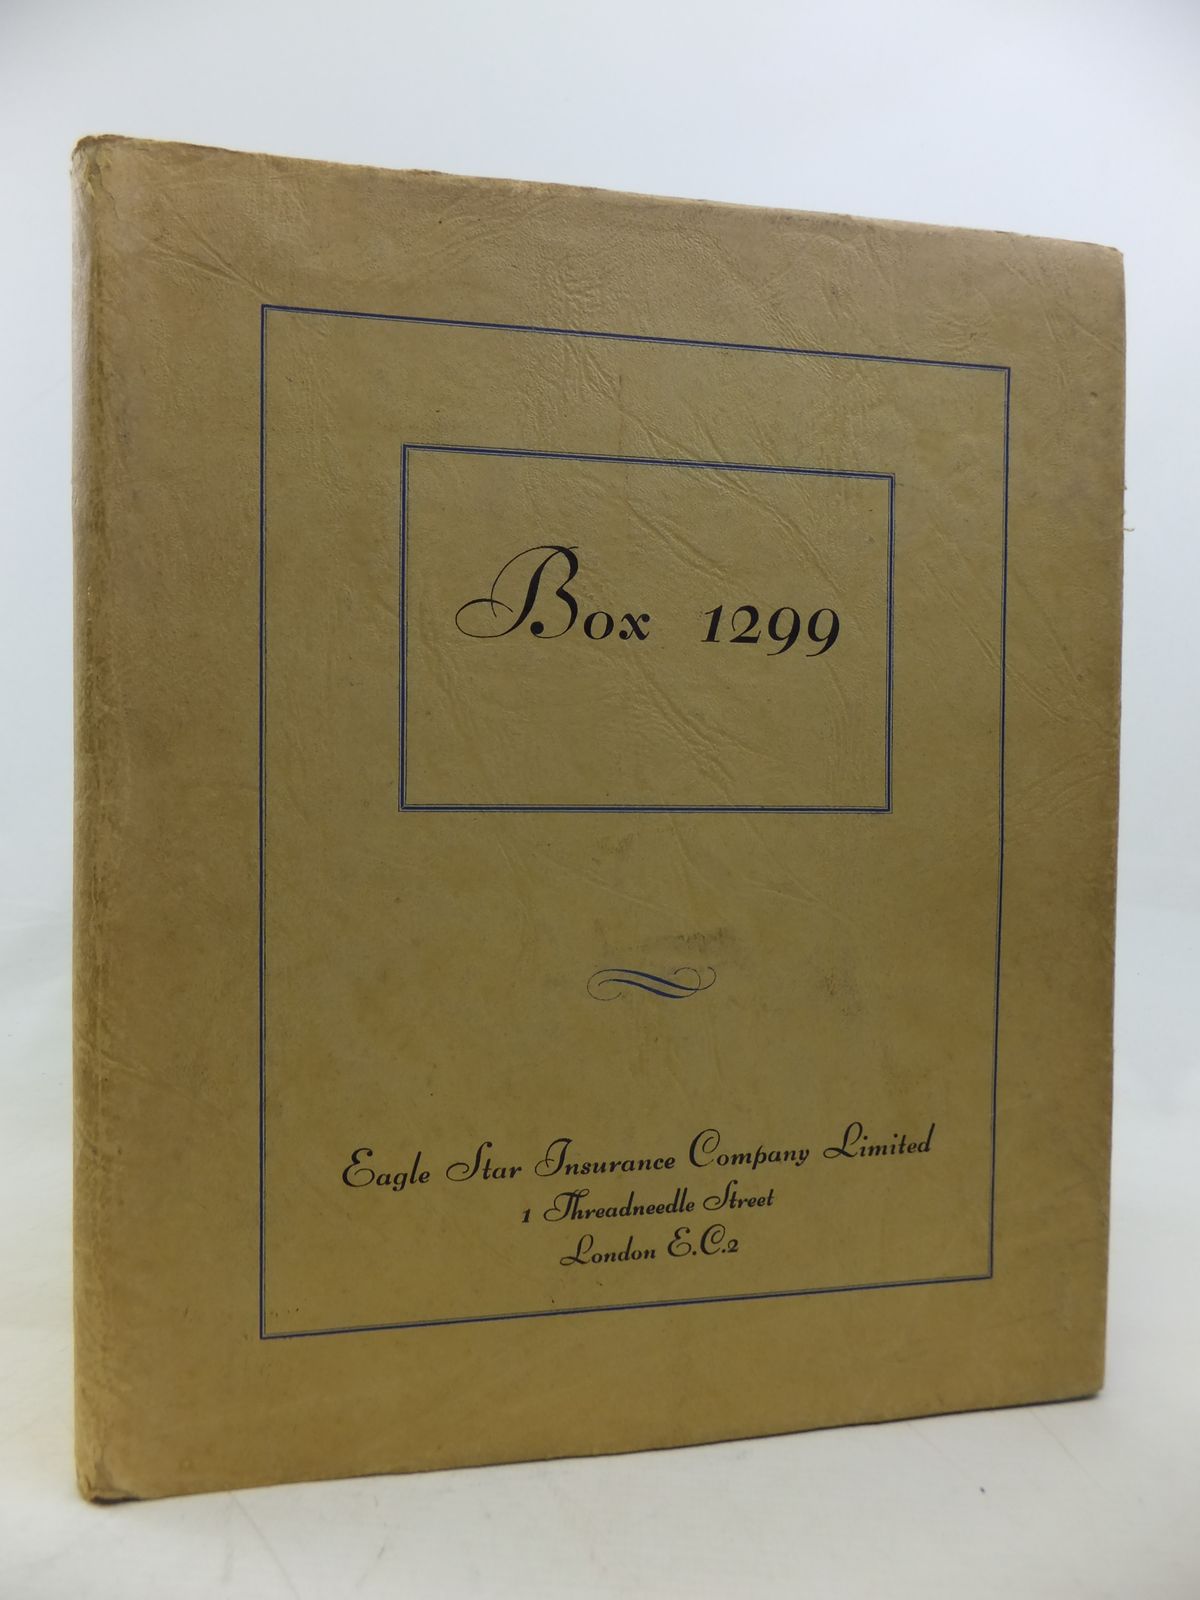 Box 1299
Eagle Star Insurance Company Limited
1 Threadneedle Street
London E.C.2